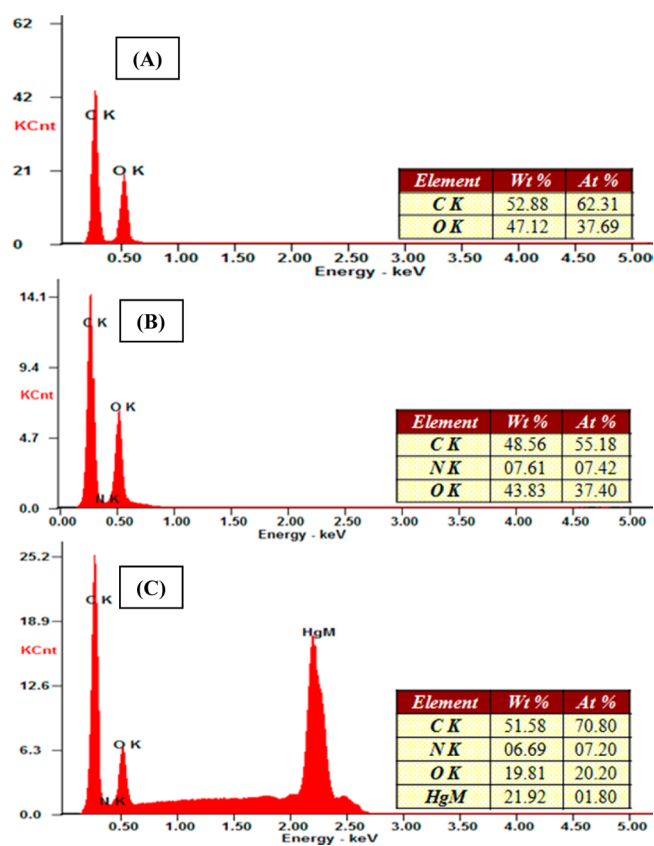 62
(A)
42
C K
KCnt
O K
21
Element Wt % At %
C K 52.88 62.31
O K 47.12 37.69
0
0.50 1.00 1.50 2.00 2.50 3.00 3.50 4.00 4.50 5.00
Energy - keV
14.1
(B)
C K
9.4
KCnt
O K
4.7
Element Wt % At %
C K 48.56 55.18
N K 07.61 07.42
O K 43.83 37.40
N K
0.0
0.00 0.50 1.00 1.50 2.00 2.50 3.00 3.50 4.00 4.50 5.0
Energy - keV
25.2
(C)
C K
18.9
HgM
KCnt
12.6
O K
6.3
Element Wt % At %
C K 51.58 70.80
N K 06.69 07.20
O K 19.81 20.20
HgM 21.92 01.80
N K
0.0
0.50 1.00 1.50 2.00 2.50 3.00 3.50 4.00 4.50 5.00
Energy - keV